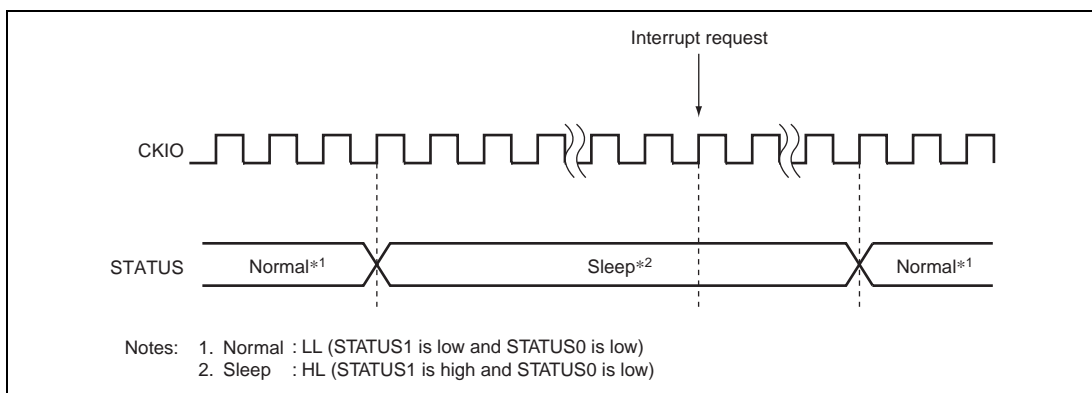 Interrupt request
CKIO
STATUS
Normal*1
Sleep*2
Normal*1
Notes: 1. Normal : LL (STATUS1 is low and STATUS0 is low)
2. Sleep : HL (STATUS1 is high and STATUS0 is low)